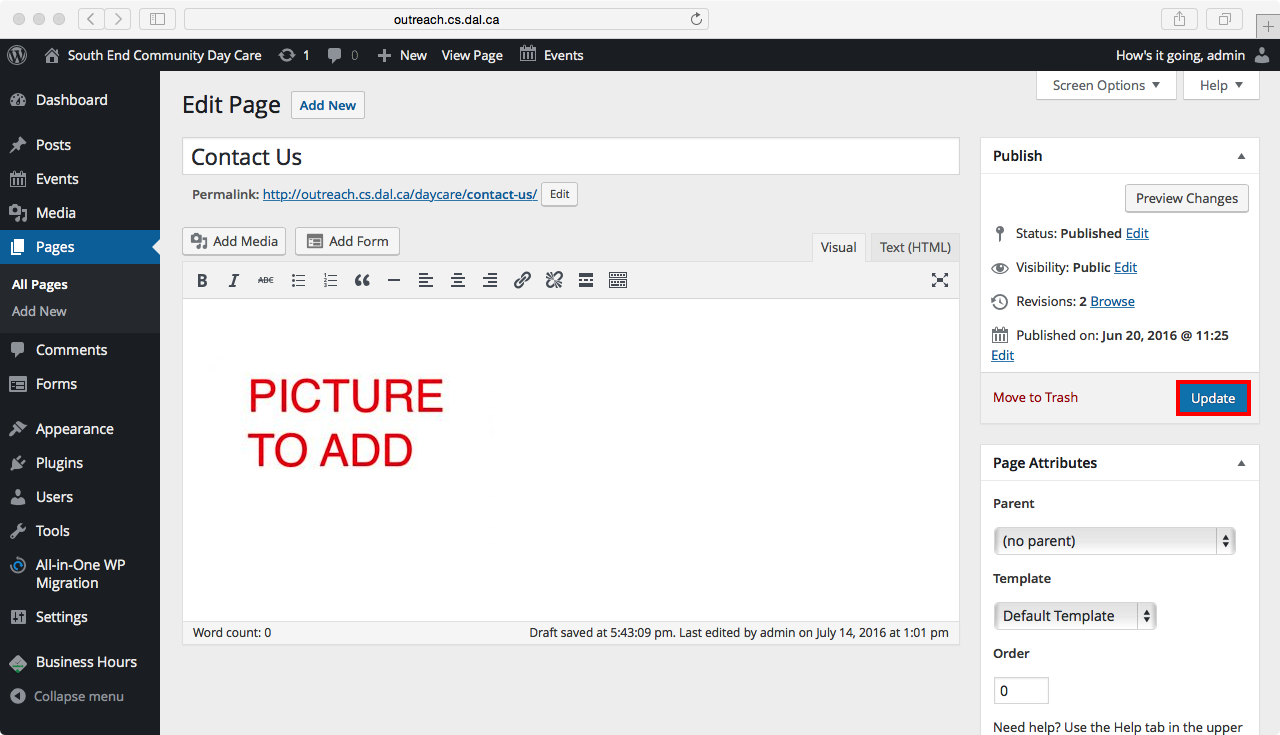 outreach.cs.dal.ca
South End Community Day Care 1 0 New View Page Events How's it going, admin
Dashboard
Posts
Events
Media
Pages
All Pages
Add New
Comments
Forms
Appearance
Plugins
Users
Tools
All-in-One WP
Migration
Settings
Business Hours
Collapse menu
Screen Options Help
Edit Page Add New
Contact Us
Permalink: http://outreach.cs.dal.ca/daycare/contact-us/ Edit
Add Media Add Form
Visual Text (HTML)
B I ABC
PICTURE
TO ADD
Word count: 0 Draft saved at 5:43:09 pm. Last edited by admin on July 14, 2016 at 1:01 pm
Publish
Preview Changes
Status: Published Edit
Visibility: Public Edit
Revisions: 2 Browse
Published on: Jun 20, 2016 @ 11:25
Edit
Move to Trash Update
Page Attributes
Parent
(no parent)
Template
Default Template
Order
0
Need help? Use the Help tab in the upper